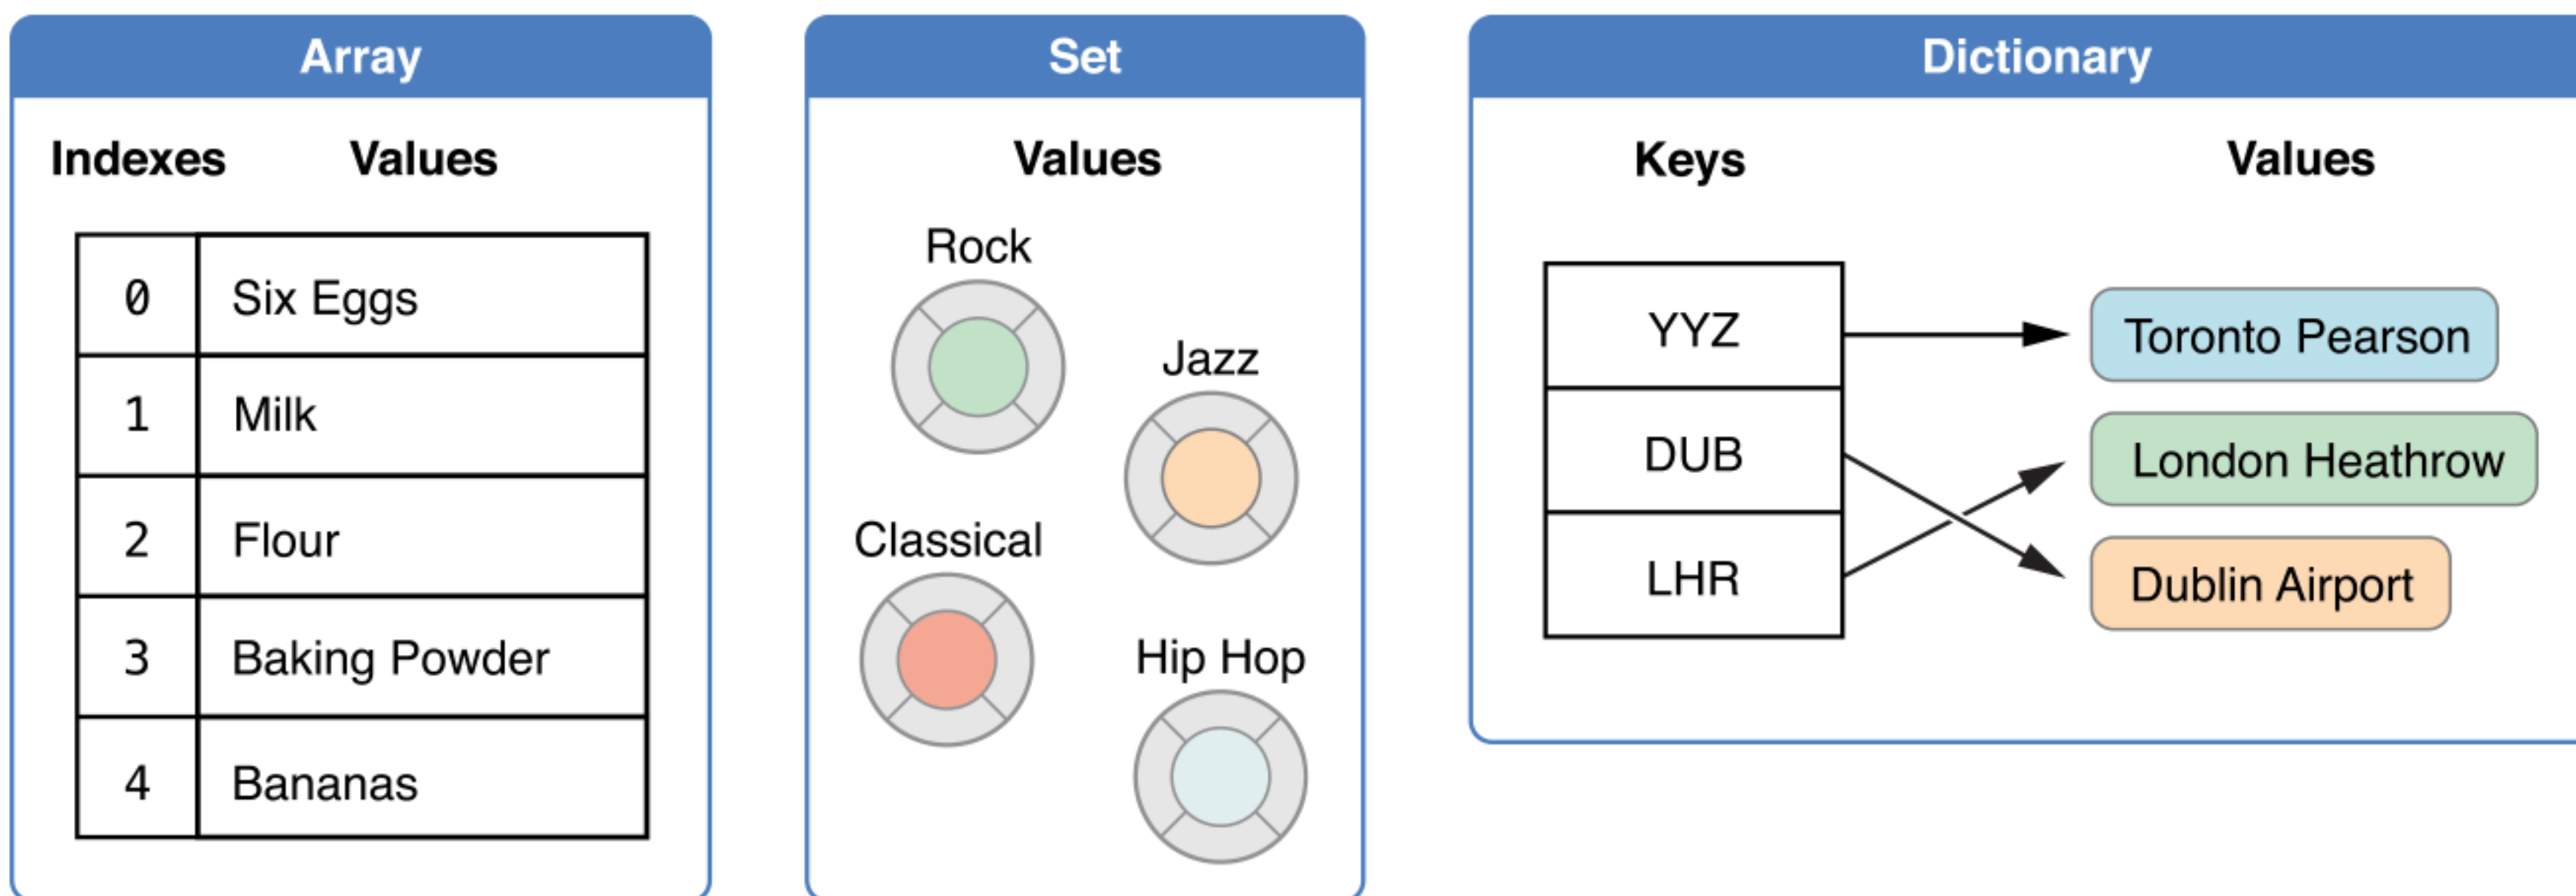 Array
Indexes Values
0 Six Eggs
1 Milk
2 Flour
3 Baking Powder
4 Bananas
Set
Values
Rock
Jazz
Classical
Hip Hop
Dictionary
Keys Values
YYZ Toronto Pearson
DUB London Heathrow
LHR Dublin Airport